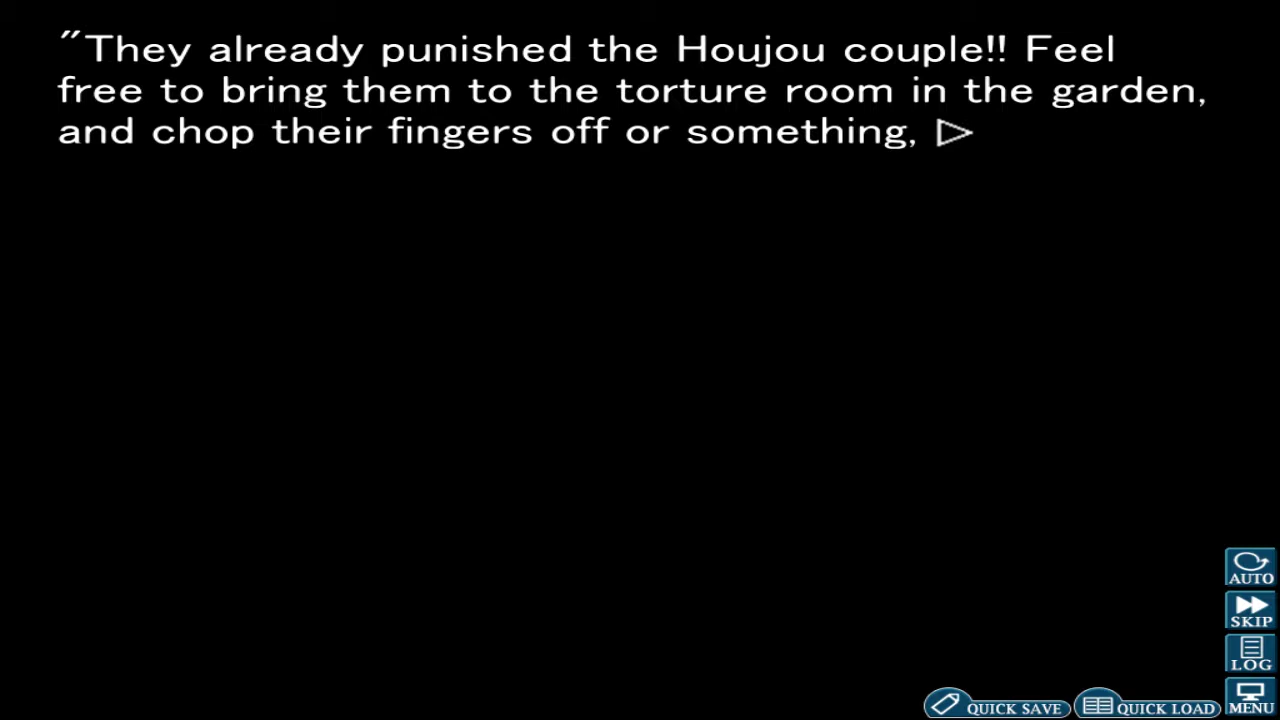 "They already punished the Houjou couple!! Feel
free to bring them to the torture room in the garden,
and chop their fingers off or something,
AUTO
SKIP
LOG
MENU
QUICK SAVE
QUICK LOAD